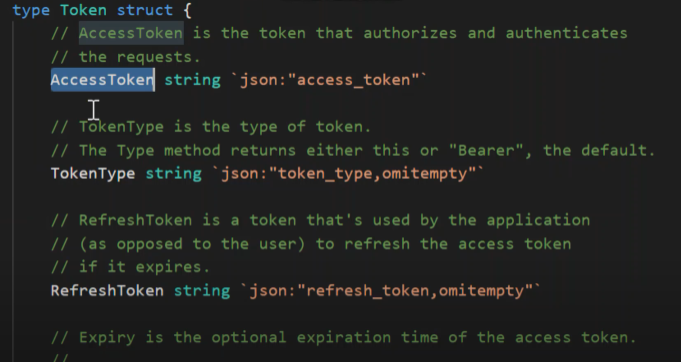 type Token struct {
// AccessToken is the token that authorizes and authenticates
// the requests.
AccessToken string `json:"access_token"`
// TokenType is the type of token.
// The Type method returns either this or "Bearer", the default.
TokenType string `json:"token_type,omitempty"`
// RefreshToken is a token that's used by the application
// (as opposed to the user) to refresh the access token
// if it expires.
RefreshToken string `json:"refresh_token,omitempty"`
// Expiry is the optional expiration time of the access token.
//